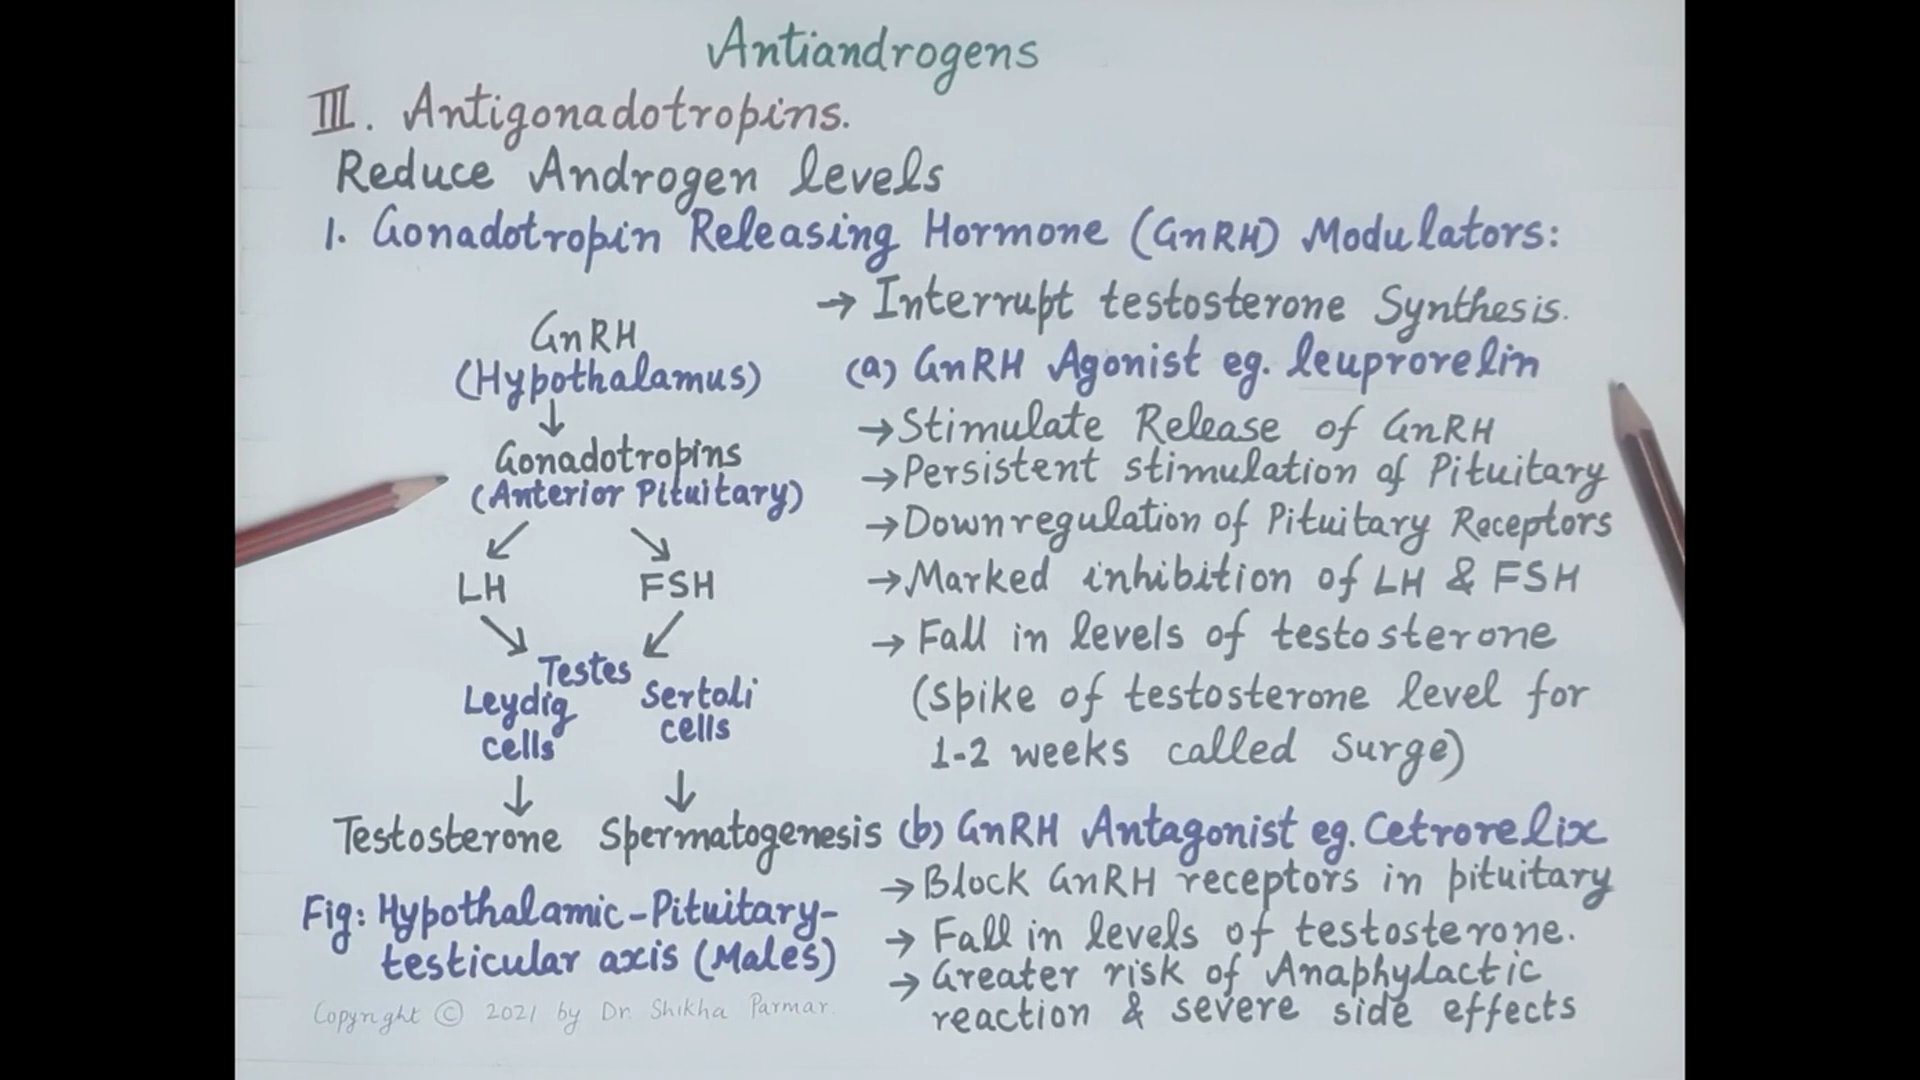 Antiandrogens
III. Antigonadotropins.
Reduce Androgen levels
1. Gonadotropin Releasing Hormone (GnRH) Modulators:
→ Interrupt testosterone Synthesis.
GnRH
(Hypothalamus)
↓
Gonadotropins
(Anterior Pituitary)
↙ ↘
LH FSH
↘ ↙
Testes
Leydig Sertoli
cells cells
↓ ↓
Testosterone Spermatogenesis
Fig: Hypothalamic-Pituitary-
testicular axis (Males)
(a) GnRH Agonist eg. leuprorelin
→ Stimulate Release of GnRH
→ Persistent stimulation of Pituitary
→ Downregulation of Pituitary Receptors
→ Marked inhibition of LH & FSH
→ Fall in levels of testosterone
(Spike of testosterone level for
1-2 weeks called Surge)
(b) GnRH Antagonist eg. Cetrorelix
→ Block GnRH receptors in pituitary
→ Fall in levels of testosterone.
→ Greater risk of Anaphylactic
reaction & severe side effects
Copyright © 2021 by Dr. Shikha Parmar.